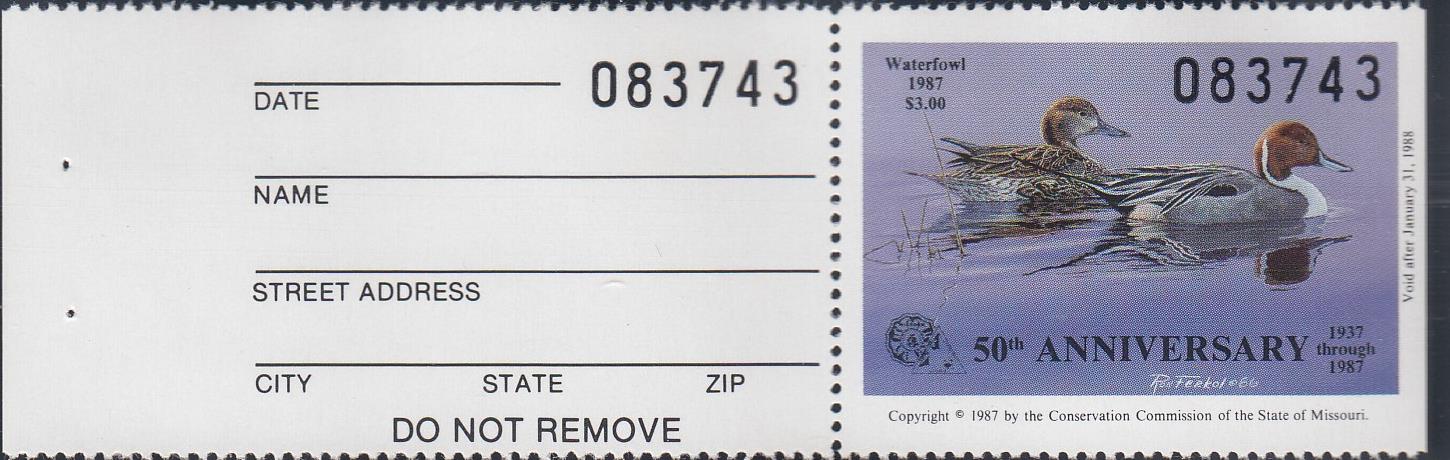 083743
DATE
NAME
STREET ADDRESS
CITY STATE ZIP
DO NOT REMOVE
Waterfowl
1987
$3.00
083743
50th ANNIVERSARY
1937
through
1987
Ron Ferkol © 86
Copyright © 1987 by the Conservation Commission of the State of Missouri.
Void after January 31, 1988